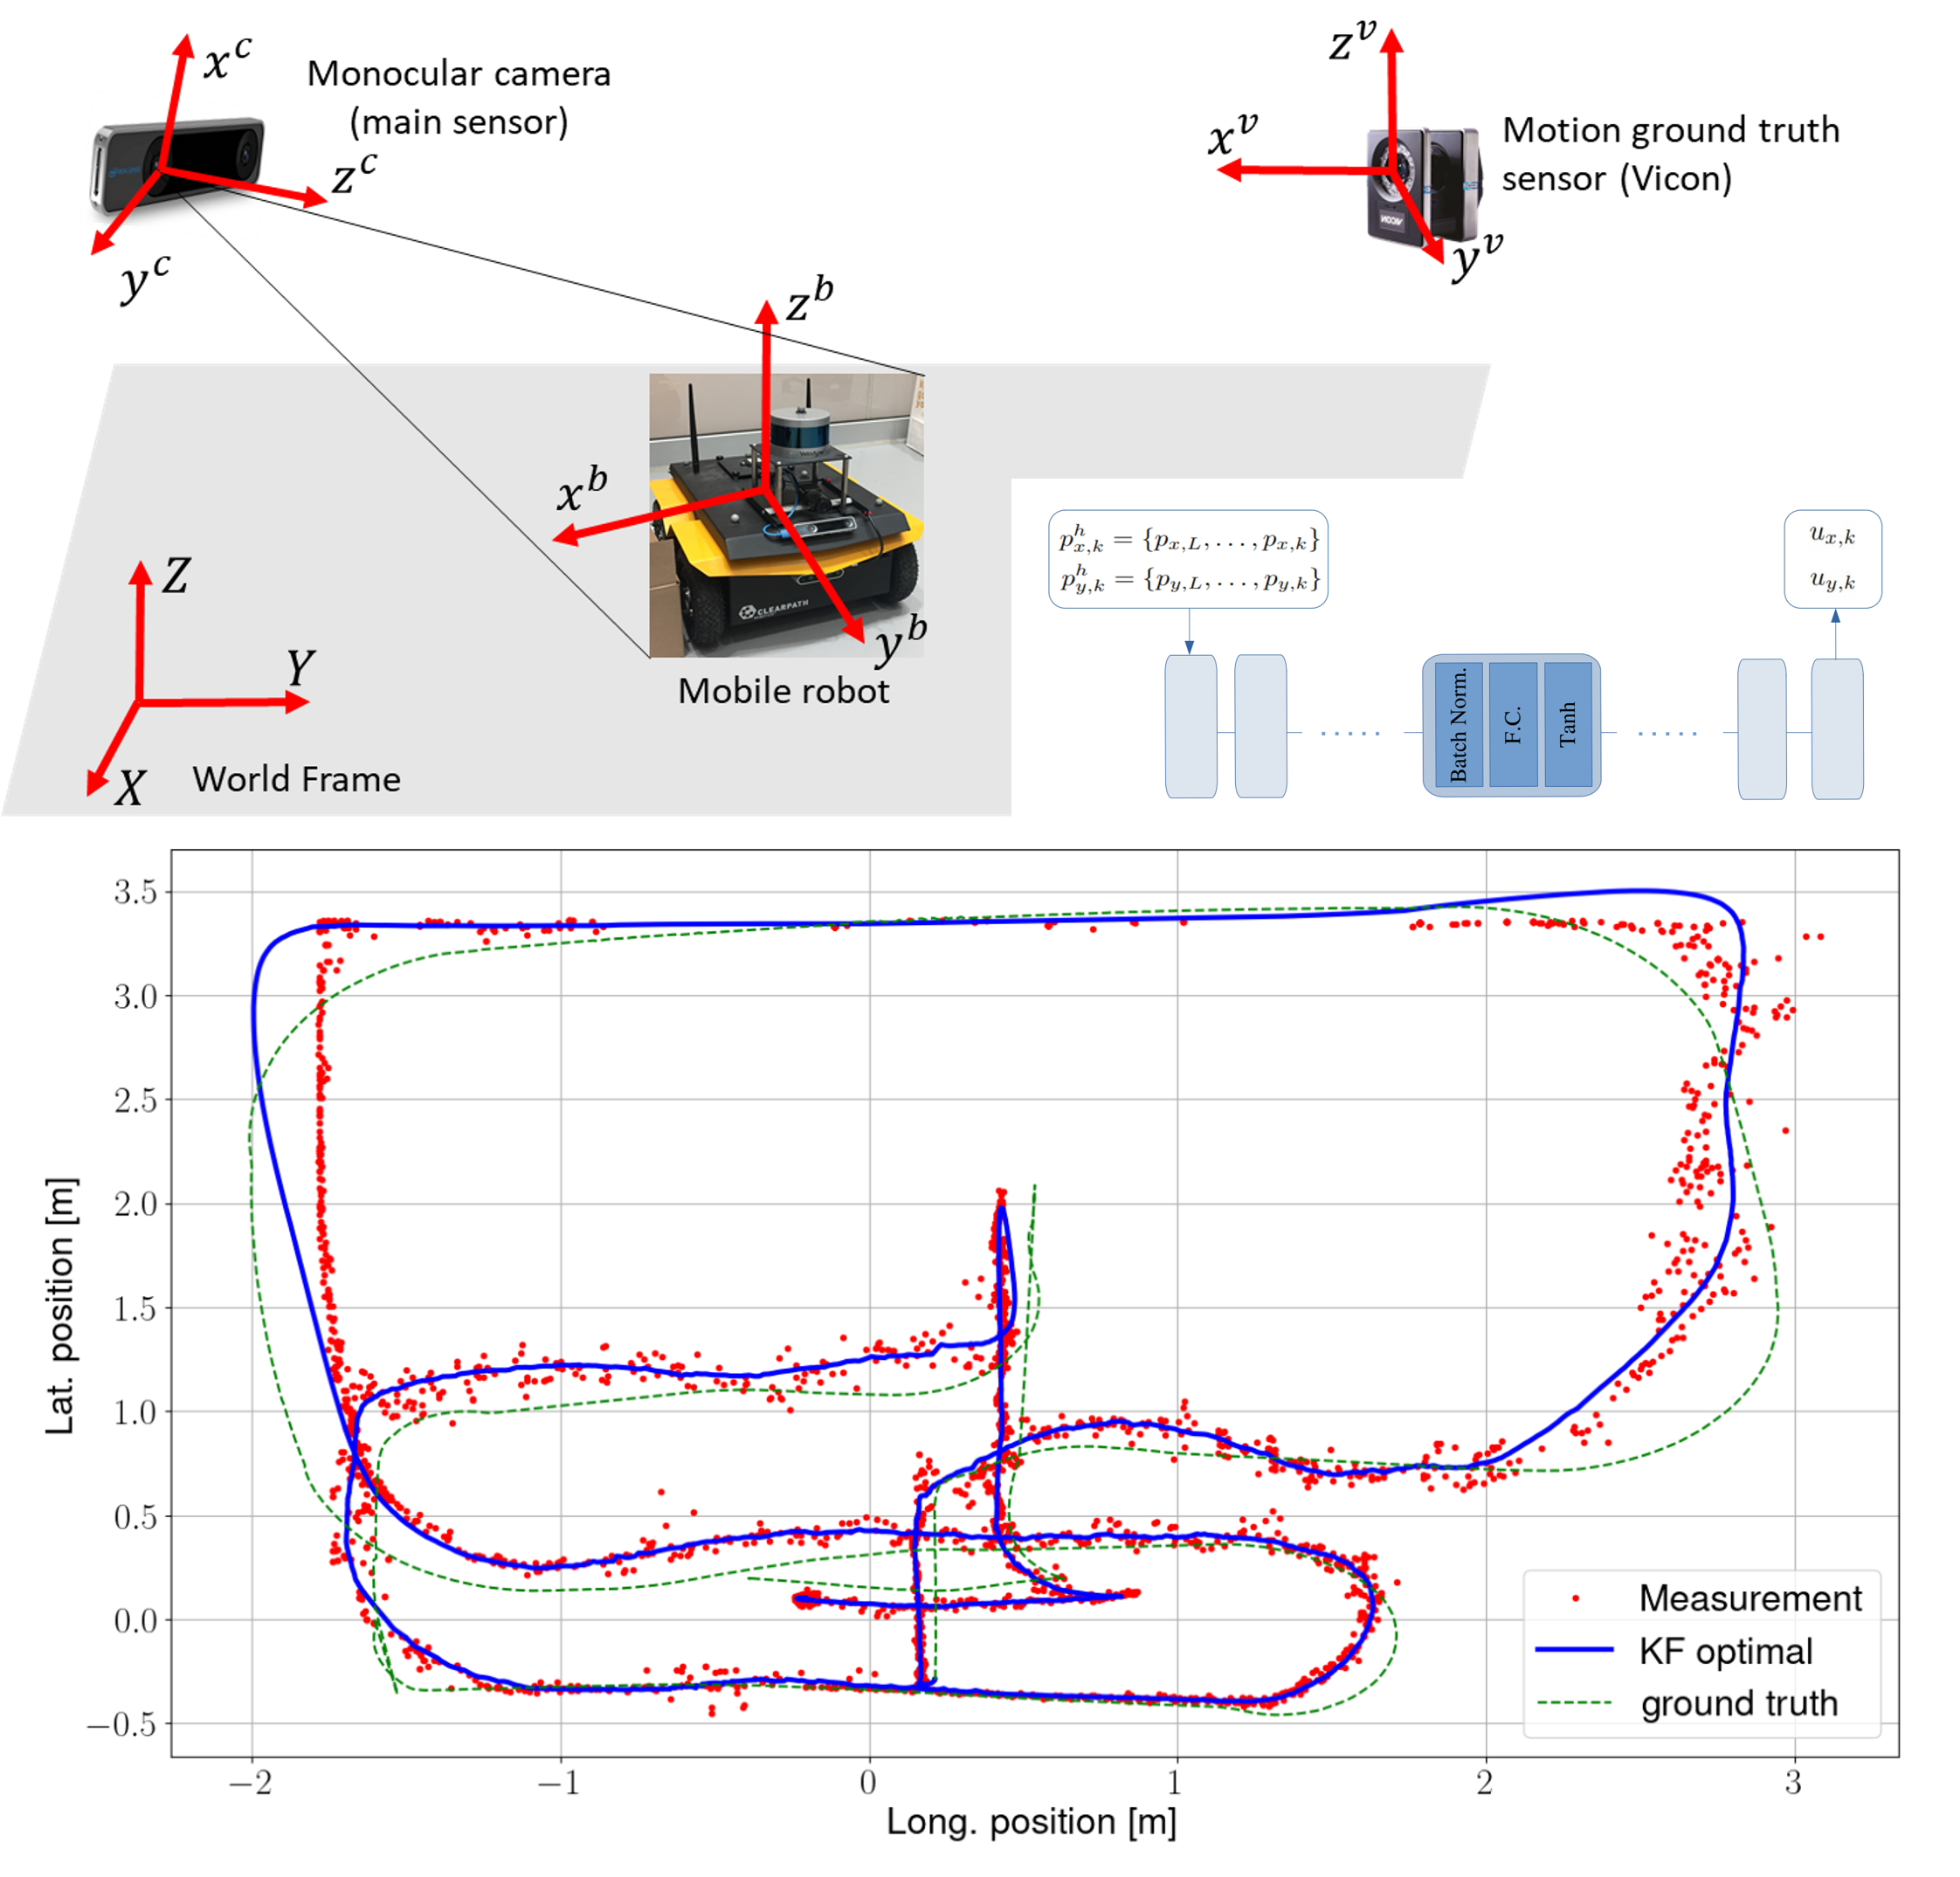 x^c
Monocular camera
(main sensor)
z^c
y^c
z^v
x^v
Motion ground truth
sensor (Vicon)
VICON
y^v
z^b
x^b
CLEARPATH
y^b
Mobile robot
Z
Y
X
World Frame
p^h_{x,k} = {p_{x,L}, . . . , p_{x,k}}
p^h_{y,k} = {p_{y,L}, . . . , p_{y,k}}
u_{x,k}
u_{y,k}
Batch Norm.
F.C.
Tanh
Lat. position [m]
3.5
3.0
2.5
2.0
1.5
1.0
0.5
0.0
−0.5
Measurement
KF optimal
ground truth
−2
−1
0
1
2
3
Long. position [m]